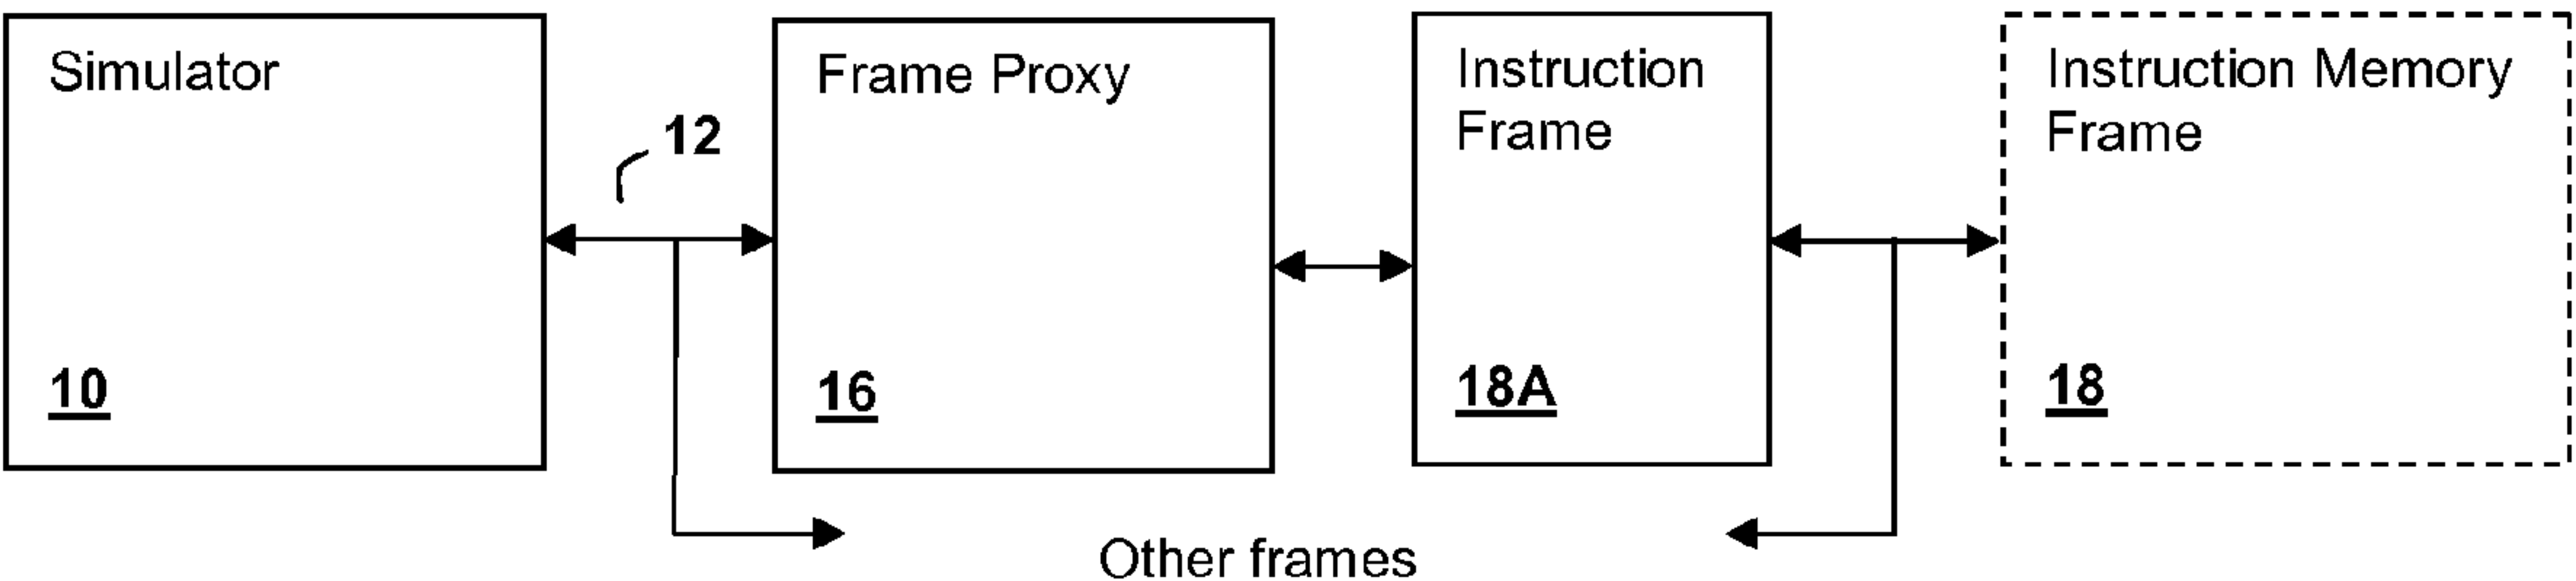 Simulator
10
12
Frame Proxy
16
Instruction
Frame
18A
Instruction Memory
Frame
18
Other frames